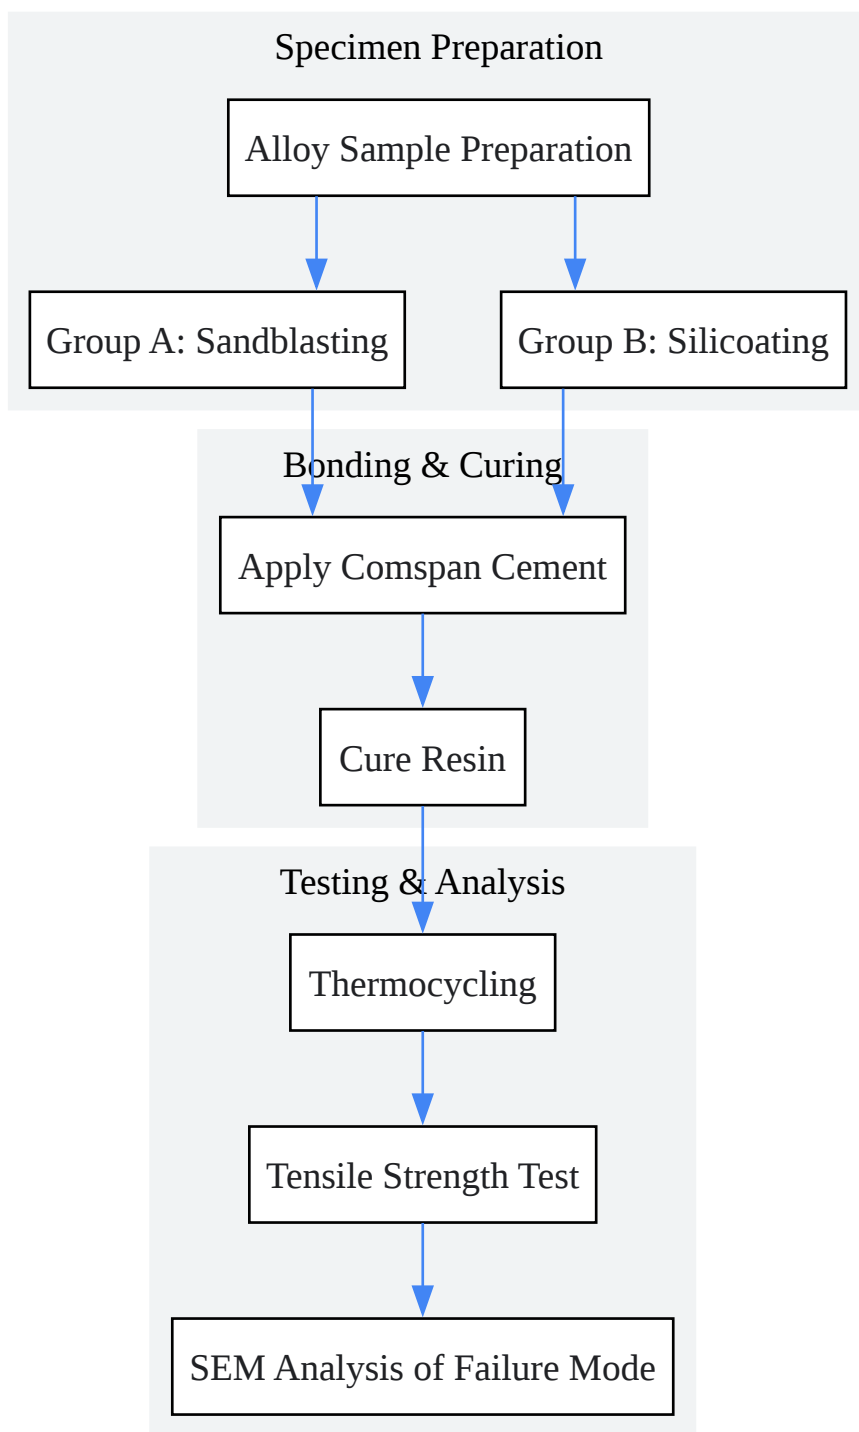 Specimen Preparation
Alloy Sample Preparation
Group A: Sandblasting
Group B: Silicoating
Bonding & Curing
Apply Comspan Cement
Cure Resin
Testing & Analysis
Thermocycling
Tensile Strength Test
SEM Analysis of Failure Mode